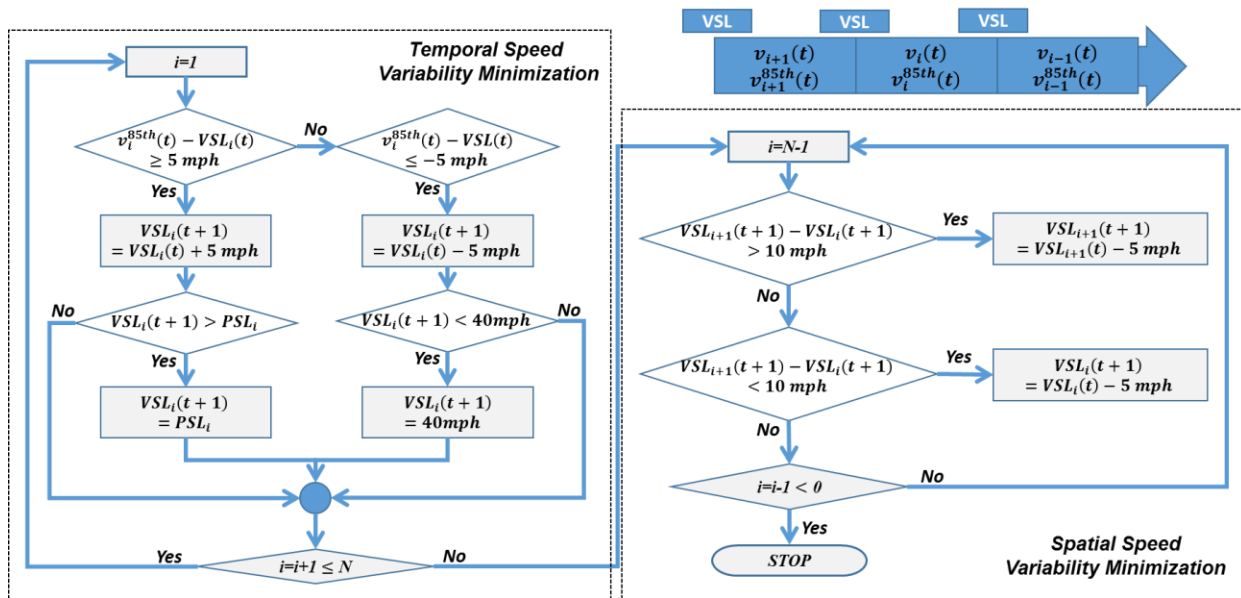 Temporal Speed
Variability Minimization
i=1
v_i^{85th}(t) − VSL_i(t)
≥ 5 mph
No
v_i^{85th}(t) − VSL(t)
≤ −5 mph
Yes
Yes
VSL_i(t + 1)
= VSL_i(t) + 5 mph
VSL_i(t + 1)
= VSL_i(t) − 5 mph
No
VSL_i(t + 1) > PSL_i
VSL_i(t + 1) < 40mph
No
Yes
Yes
VSL_i(t + 1)
= PSL_i
VSL_i(t + 1)
= 40mph
Yes
i=i+1 ≤ N
No
VSL
VSL
VSL
v_{i+1}(t)
v_{i+1}^{85th}(t)
v_i(t)
v_i^{85th}(t)
v_{i−1}(t)
v_{i−1}^{85th}(t)
i=N-1
VSL_{i+1}(t + 1) − VSL_i(t + 1)
> 10 mph
Yes
VSL_{i+1}(t + 1)
= VSL_{i+1}(t) − 5 mph
No
VSL_{i+1}(t + 1) − VSL_i(t + 1)
< 10 mph
Yes
VSL_i(t + 1)
= VSL_i(t) − 5 mph
No
i=i-1 < 0
No
Yes
STOP
Spatial Speed
Variability Minimization